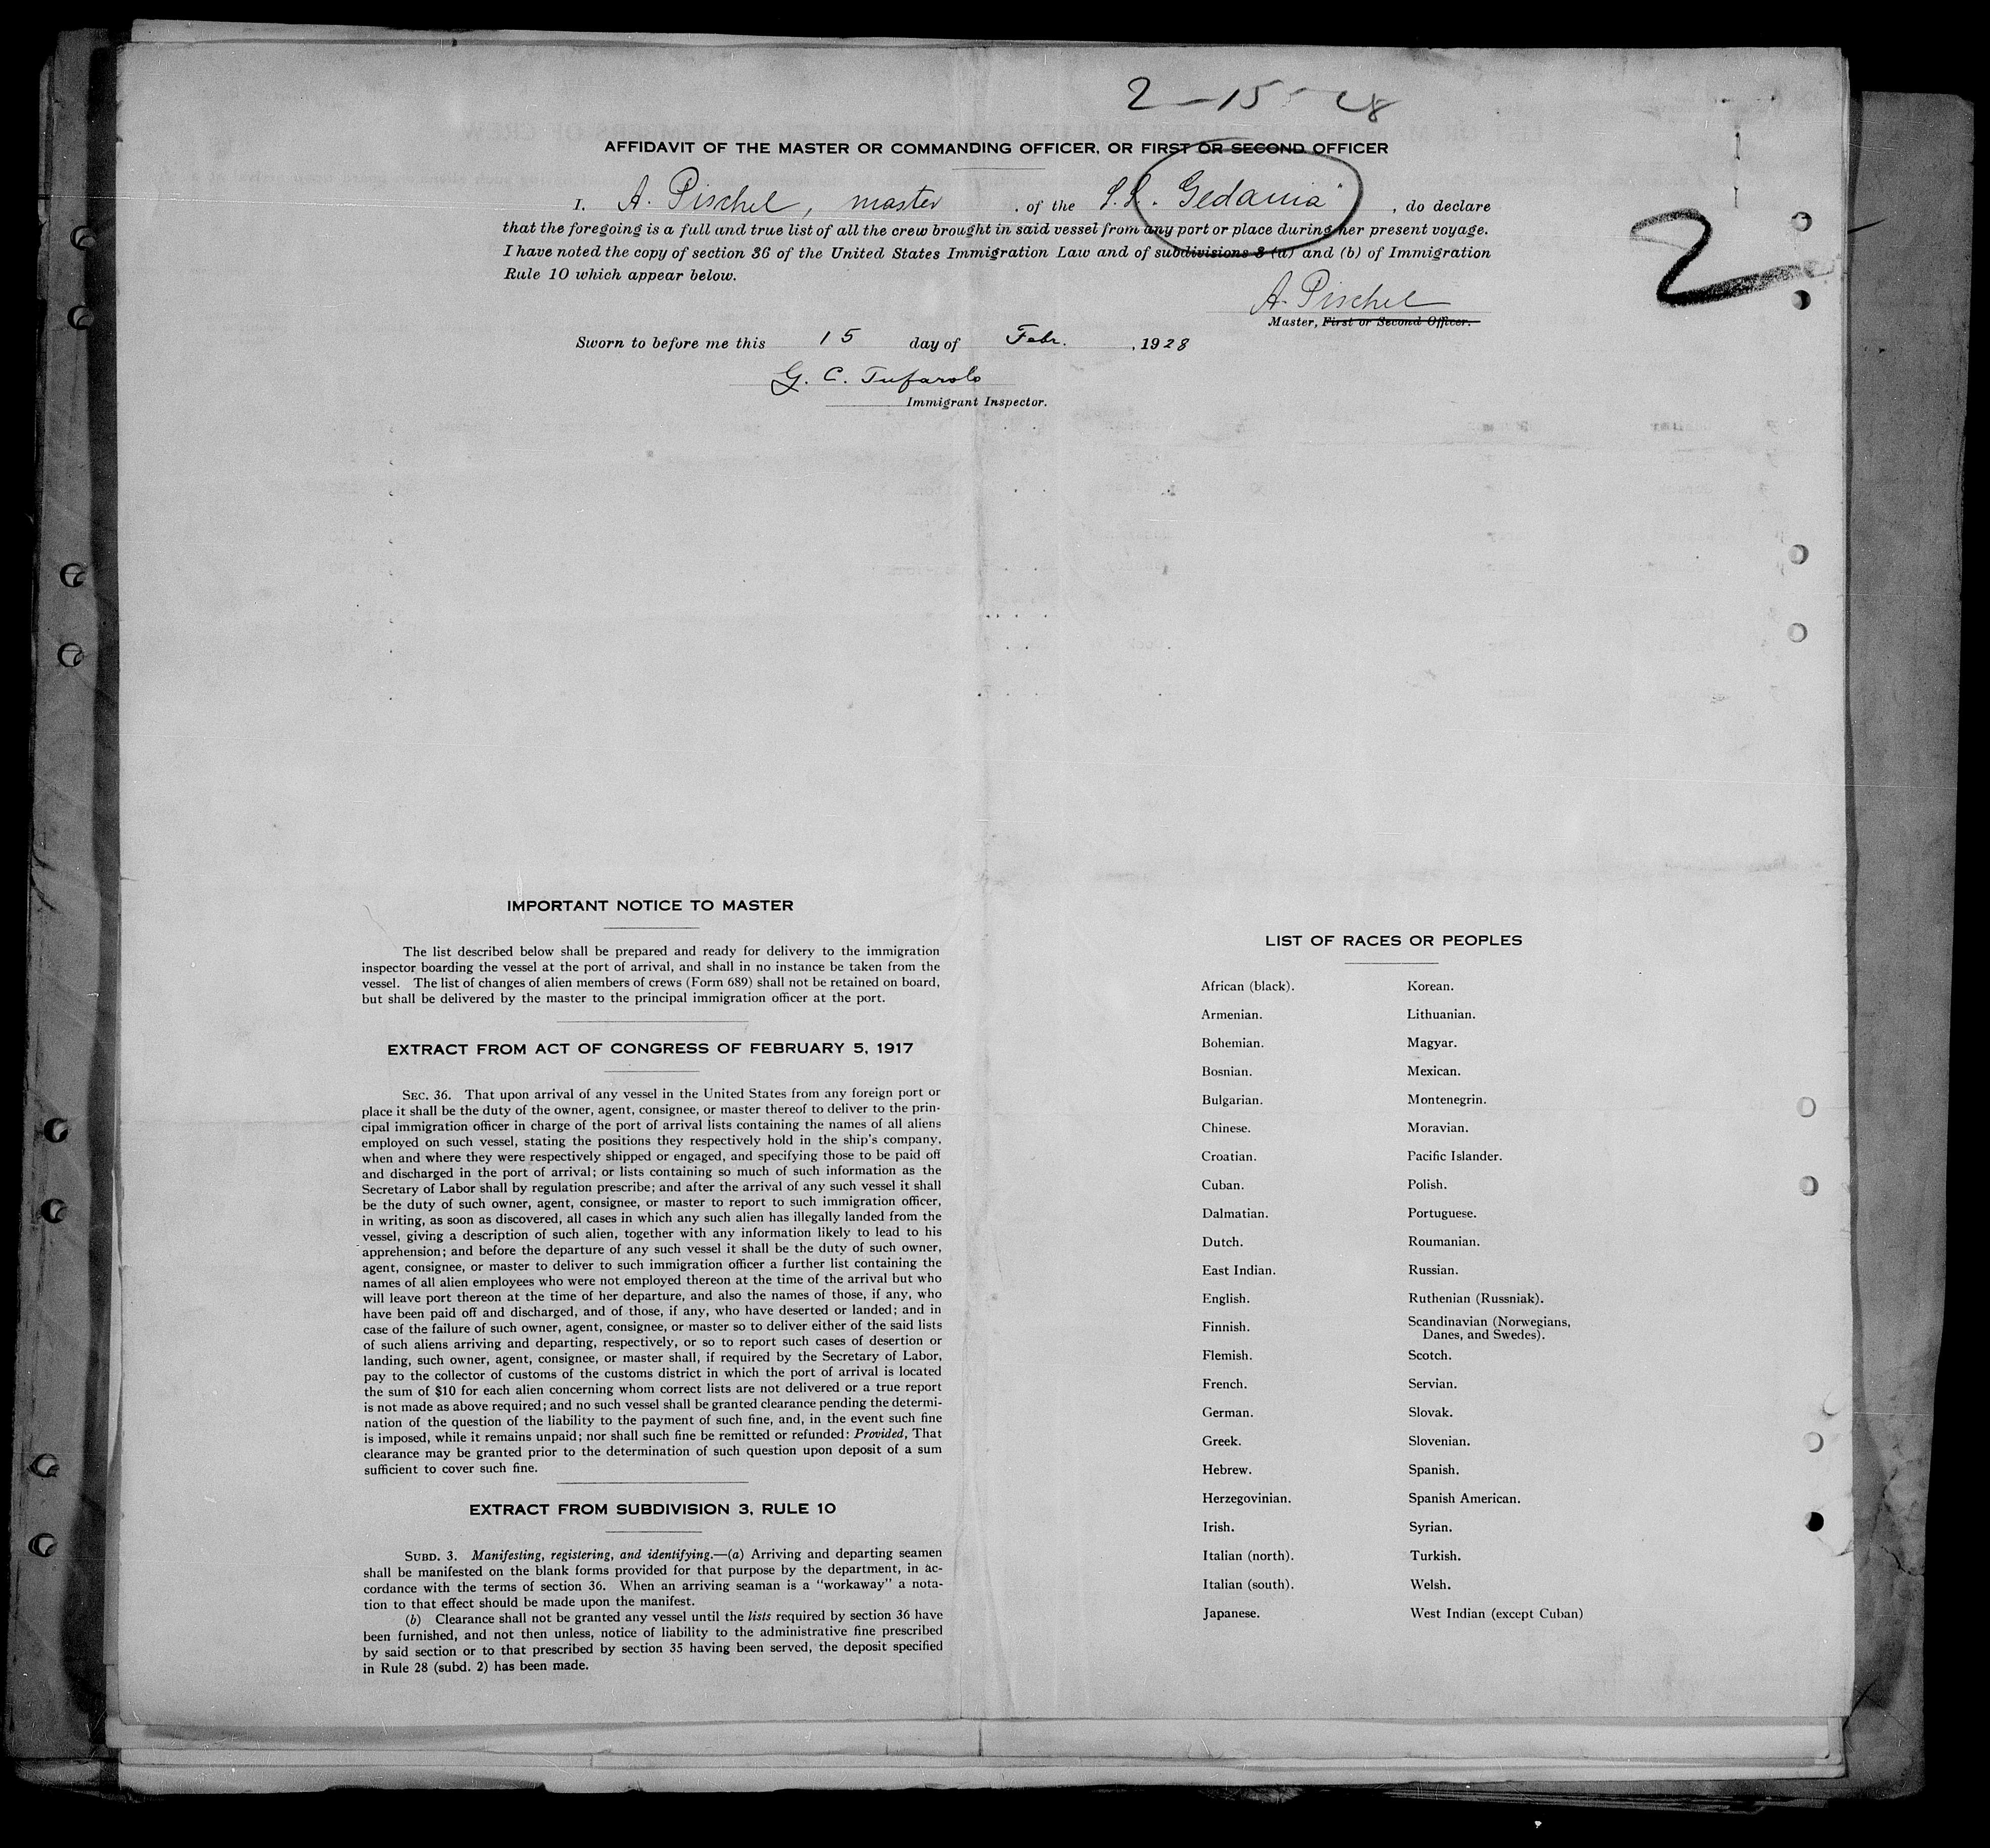 2-15-28
AFFIDAVIT OF THE MASTER OR COMMANDING OFFICER, OR FIRST OR SECOND OFFICER
I, A. Pischel, master, of the S.S. "Gedania", do declare
that the foregoing is a full and true list of all the crew brought in said vessel from any port or place during her present voyage.
I have noted the copy of section 36 of the United States Immigration Law and of subdivisions 3 (a) and (b) of Immigration
Rule 10 which appear below.
2
A. Pischel
Master, First or Second Officer.
Sworn to before me this 15 day of Febr., 1928
G. C. Tufarolo
Immigrant Inspector.
IMPORTANT NOTICE TO MASTER
The list described below shall be prepared and ready for delivery to the immigration
inspector boarding the vessel at the port of arrival, and shall in no instance be taken from the
vessel. The list of changes of alien members of crews (Form 689) shall not be retained on board,
but shall be delivered by the master to the principal immigration officer at the port.
EXTRACT FROM ACT OF CONGRESS OF FEBRUARY 5, 1917
SEC. 36. That upon arrival of any vessel in the United States from any foreign port or
place it shall be the duty of the owner, agent, consignee, or master thereof to deliver to the prin-
cipal immigration officer in charge of the port of arrival lists containing the names of all aliens
employed on such vessel, stating the positions they respectively hold in the ship's company,
when and where they were respectively shipped or engaged, and specifying those to be paid off
and discharged in the port of arrival; or lists containing so much of such information as the
Secretary of Labor shall by regulation prescribe; and after the arrival of any such vessel it shall
be the duty of such owner, agent, consignee, or master to report to such immigration officer,
in writing, as soon as discovered, all cases in which any such alien has illegally landed from the
vessel, giving a description of such alien, together with any information likely to lead to his
apprehension; and before the departure of any such vessel it shall be the duty of such owner,
agent, consignee, or master to deliver to such immigration officer a further list containing the
names of all alien employees who were not employed thereon at the time of the arrival but who
will leave port thereon at the time of her departure, and also the names of those, if any, who
have been paid off and discharged, and of those, if any, who have deserted or landed; and in
case of the failure of such owner, agent, consignee, or master so to deliver either of the said lists
of such aliens arriving and departing, respectively, or so to report such cases of desertion or
landing, such owner, agent, consignee, or master shall, if required by the Secretary of Labor,
pay to the collector of customs of the customs district in which the port of arrival is located
the sum of $10 for each alien concerning whom correct lists are not delivered or a true report
is not made as above required; and no such vessel shall be granted clearance pending the determi-
nation of the question of the liability to the payment of such fine, and, in the event such fine
is imposed, while it remains unpaid; nor shall such fine be remitted or refunded: Provided, That
clearance may be granted prior to the determination of such question upon deposit of a sum
sufficient to cover such fine.
EXTRACT FROM SUBDIVISION 3, RULE 10
SUBD. 3. Manifesting, registering, and identifying.—(a) Arriving and departing seamen
shall be manifested on the blank forms provided for that purpose by the department, in ac-
cordance with the terms of section 36. When an arriving seaman is a "workaway" a nota-
tion to that effect should be made upon the manifest.
(b) Clearance shall not be granted any vessel until the lists required by section 36 have
been furnished, and not then unless, notice of liability to the administrative fine prescribed
by said section or to that prescribed by section 35 having been served, the deposit specified
in Rule 28 (subd. 2) has been made.
LIST OF RACES OR PEOPLES
African (black). Korean.
Armenian. Lithuanian.
Bohemian. Magyar.
Bosnian. Mexican.
Bulgarian. Montenegrin.
Chinese. Moravian.
Croatian. Pacific Islander.
Cuban. Polish.
Dalmatian. Portuguese.
Dutch. Roumanian.
East Indian. Russian.
English. Ruthenian (Russniak).
Finnish. Scandinavian (Norwegians,
Danes, and Swedes).
Flemish. Scotch.
French. Servian.
German. Slovak.
Greek. Slovenian.
Hebrew. Spanish.
Herzegovinian. Spanish American.
Irish. Syrian.
Italian (north). Turkish.
Italian (south). Welsh.
Japanese. West Indian (except Cuban)